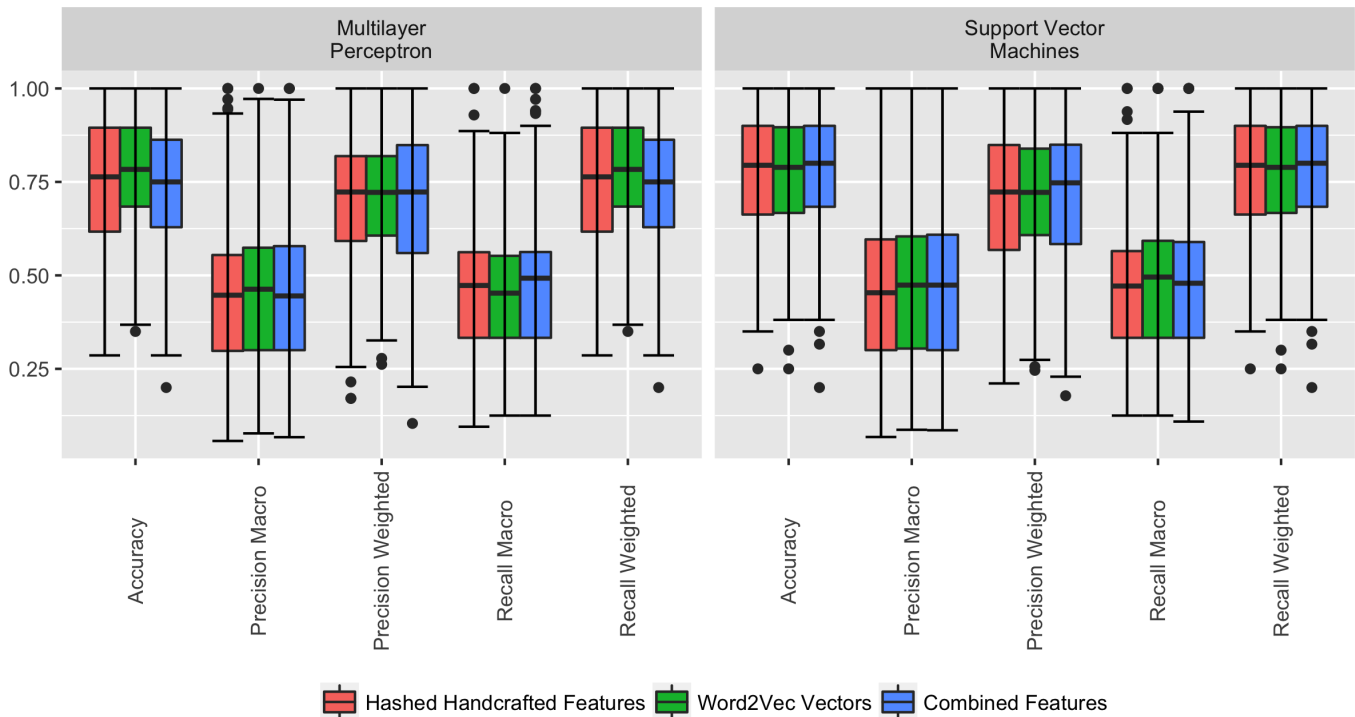 Multilayer
Perceptron
Support Vector
Machines
1.00
0.75
0.50
0.25
Accuracy
Precision Macro
Precision Weighted
Recall Macro
Recall Weighted
Accuracy
Precision Macro
Precision Weighted
Recall Macro
Recall Weighted
Hashed Handcrafted Features Word2Vec Vectors Combined Features